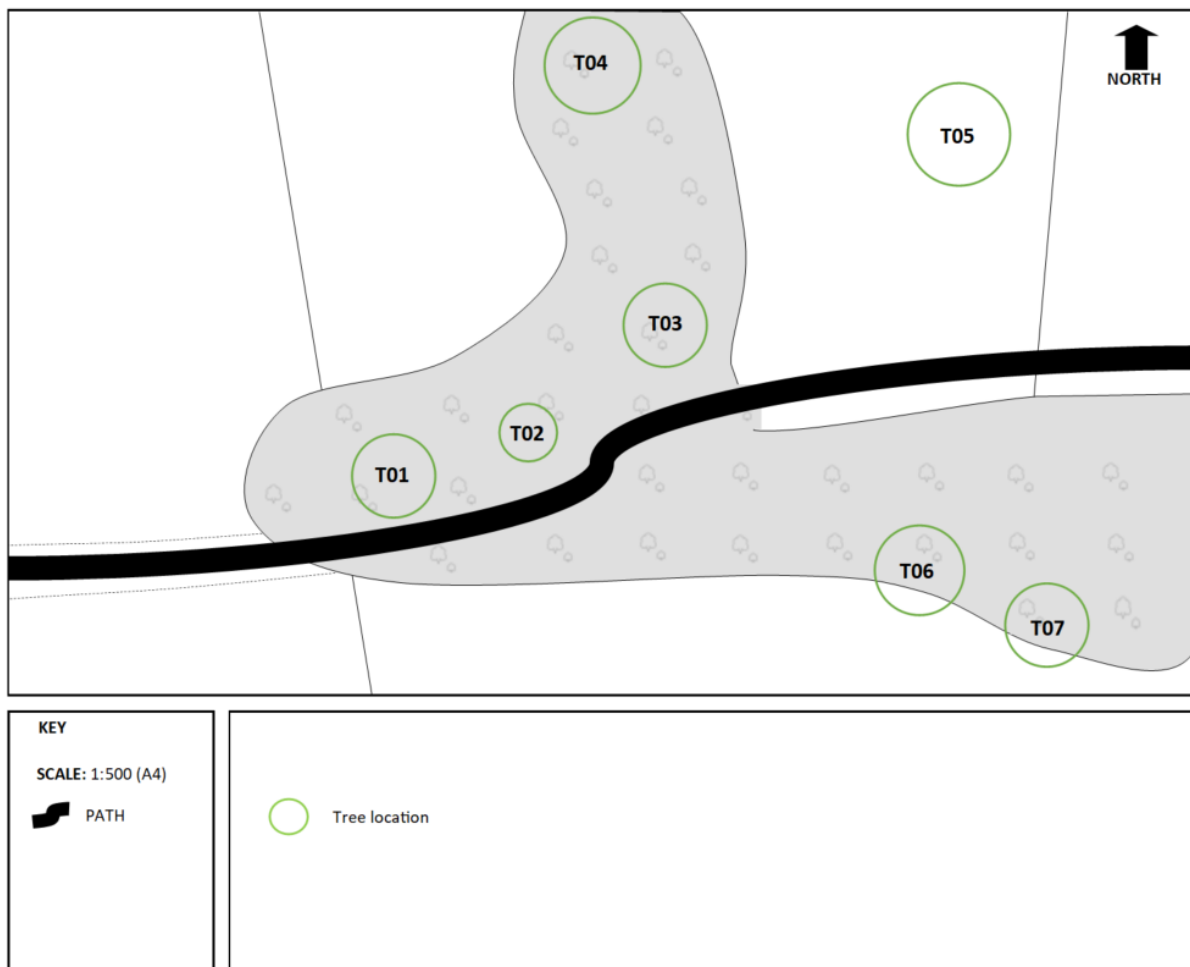 T04
NORTH
T05
T03
T02
T01
T06
T07
KEY
SCALE: 1:500 (A4)
PATH
Tree location